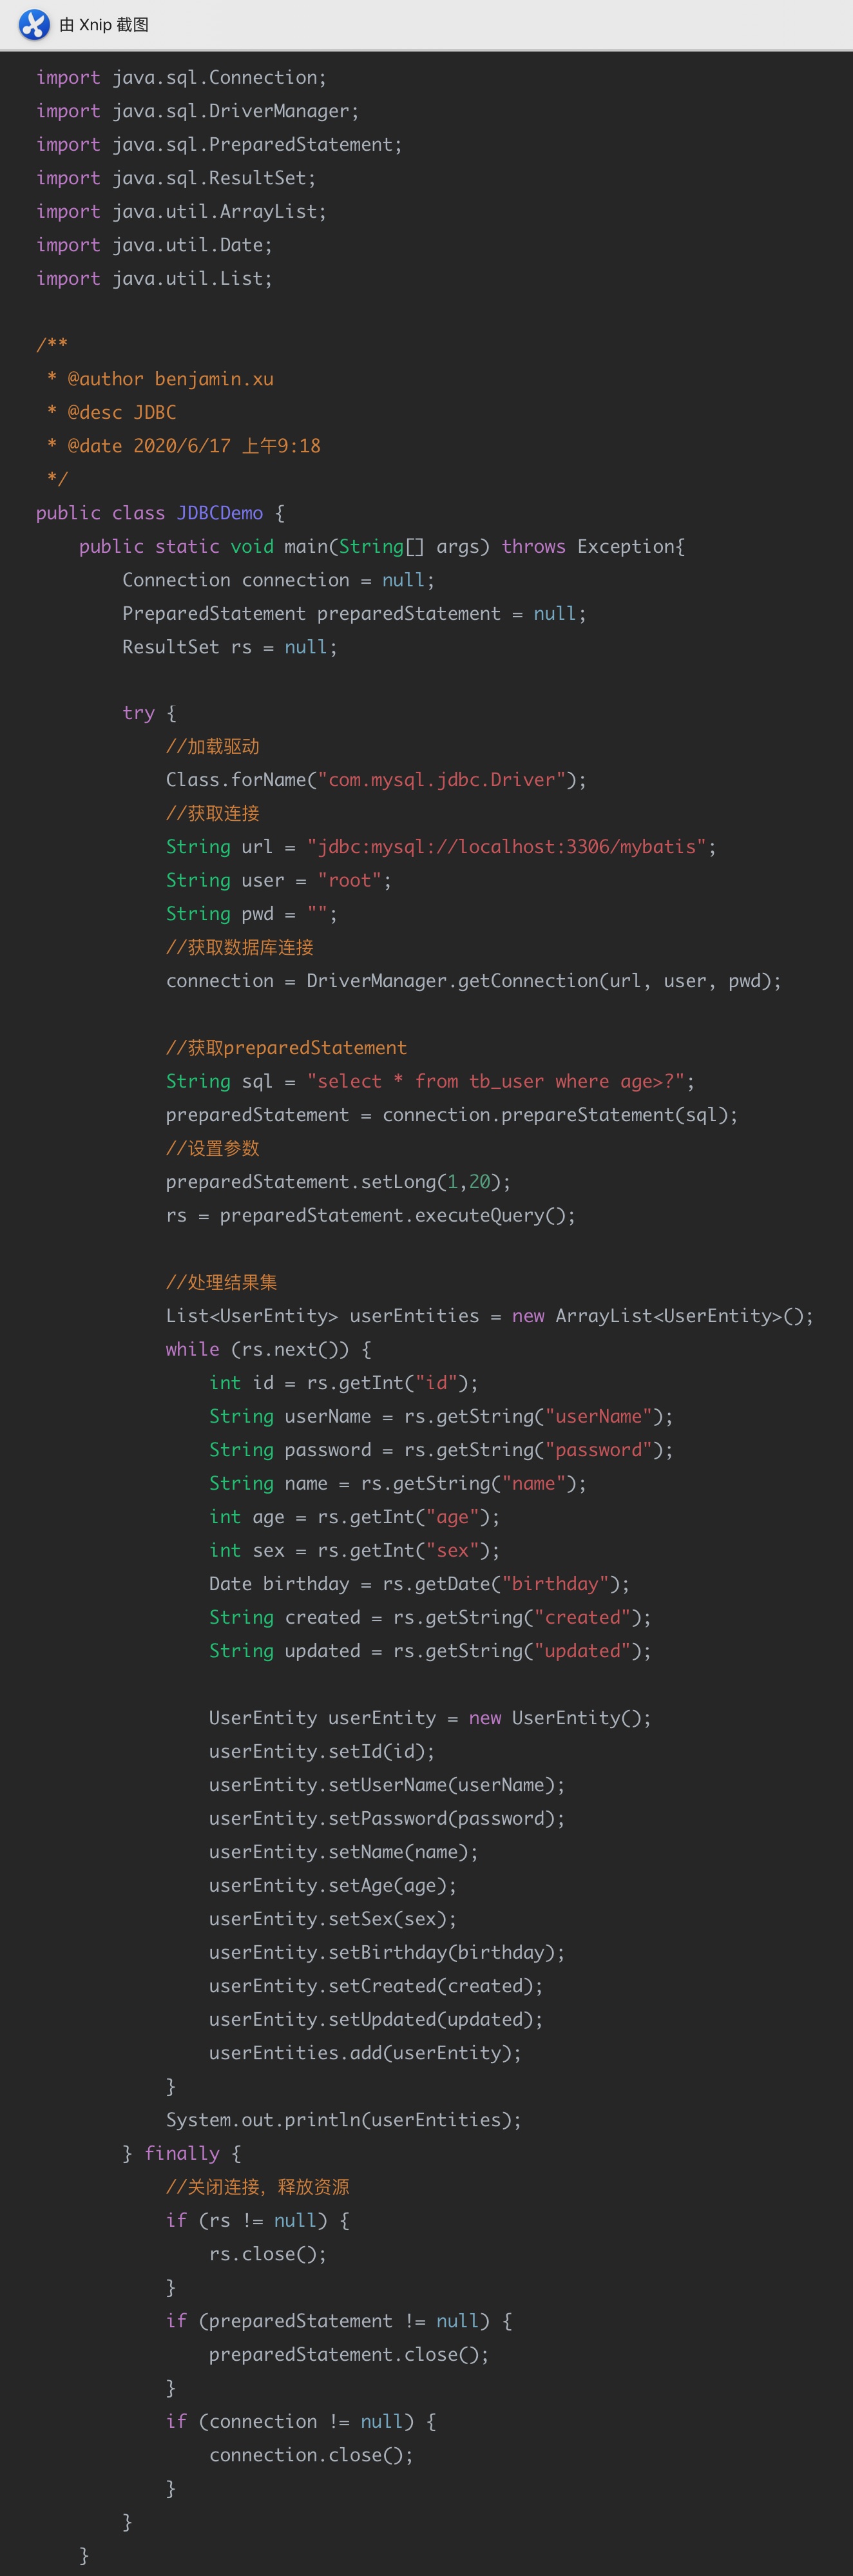 由 Xnip 截图
import java.sql.Connection;
import java.sql.DriverManager;
import java.sql.PreparedStatement;
import java.sql.ResultSet;
import java.util.ArrayList;
import java.util.Date;
import java.util.List;

/**
 * @author benjamin.xu
 * @desc JDBC
 * @date 2020/6/17 上午9:18
 */
public class JDBCDemo {
    public static void main(String[] args) throws Exception{
        Connection connection = null;
        PreparedStatement preparedStatement = null;
        ResultSet rs = null;

        try {
            //加载驱动
            Class.forName("com.mysql.jdbc.Driver");
            //获取连接
            String url = "jdbc:mysql://localhost:3306/mybatis";
            String user = "root";
            String pwd = "";
            //获取数据库连接
            connection = DriverManager.getConnection(url, user, pwd);

            //获取preparedStatement
            String sql = "select * from tb_user where age>?";
            preparedStatement = connection.prepareStatement(sql);
            //设置参数
            preparedStatement.setLong(1,20);
            rs = preparedStatement.executeQuery();

            //处理结果集
            List<UserEntity> userEntities = new ArrayList<UserEntity>();
            while (rs.next()) {
                int id = rs.getInt("id");
                String userName = rs.getString("userName");
                String password = rs.getString("password");
                String name = rs.getString("name");
                int age = rs.getInt("age");
                int sex = rs.getInt("sex");
                Date birthday = rs.getDate("birthday");
                String created = rs.getString("created");
                String updated = rs.getString("updated");

                UserEntity userEntity = new UserEntity();
                userEntity.setId(id);
                userEntity.setUserName(userName);
                userEntity.setPassword(password);
                userEntity.setName(name);
                userEntity.setAge(age);
                userEntity.setSex(sex);
                userEntity.setBirthday(birthday);
                userEntity.setCreated(created);
                userEntity.setUpdated(updated);
                userEntities.add(userEntity);
            }
            System.out.println(userEntities);
        } finally {
            //关闭连接，释放资源
            if (rs != null) {
                rs.close();
            }
            if (preparedStatement != null) {
                preparedStatement.close();
            }
            if (connection != null) {
                connection.close();
            }
        }
    }